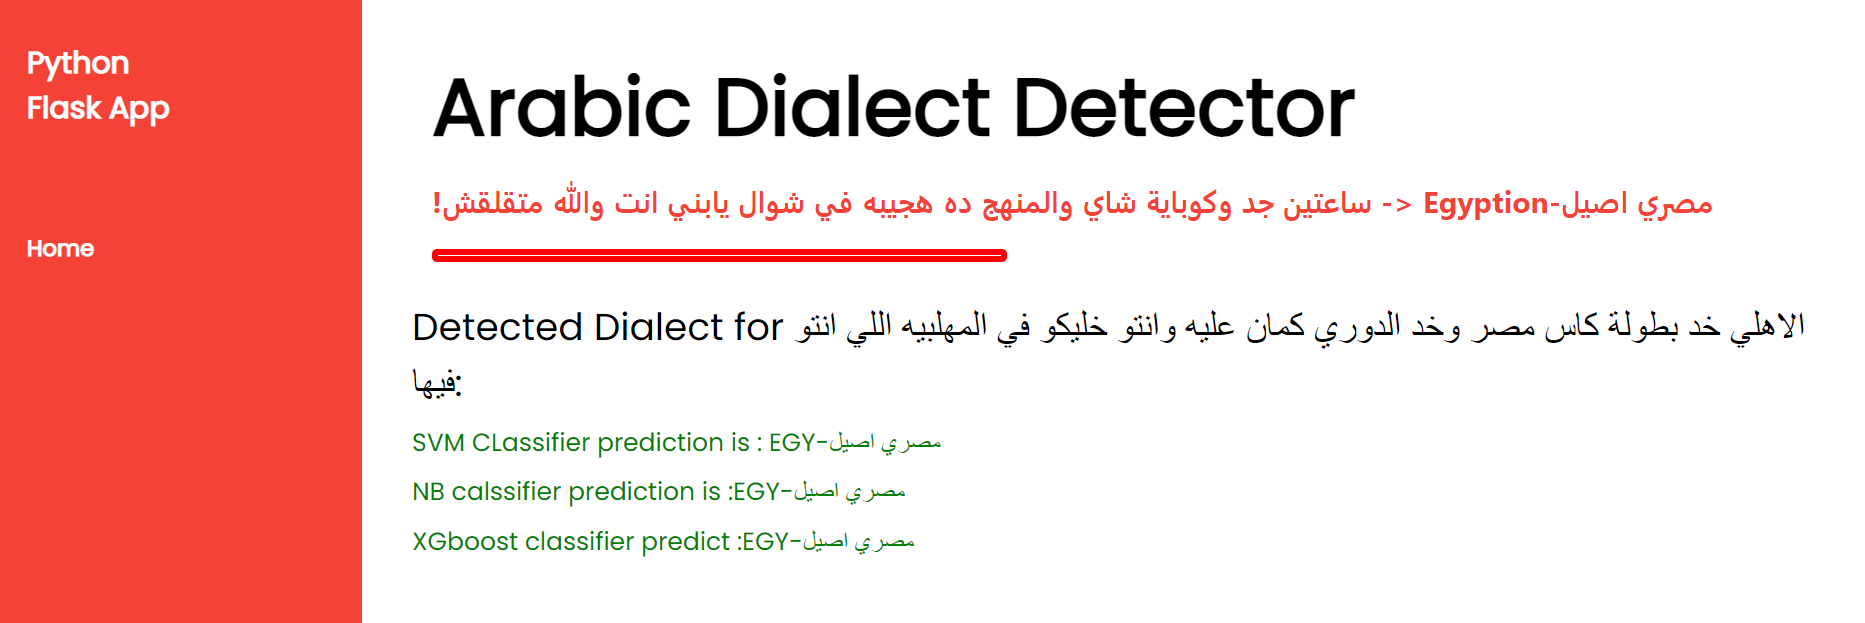 Python
Flask App
Home
Arabic Dialect Detector
!ساعتين جد وكوباية شاي والمنهج ده هجيبه في شوال يابني انت والله متقلقش -> Egyption-مصري اصيل
Detected Dialect for الاهلي خد بطولة كاس مصر وخد الدوري كمان عليه وانتو خليكو في المهلبيه اللي انتو
فيها:
SVM CLassifier prediction is : EGY-مصري اصيل
NB calssifier prediction is :EGY-مصري اصيل
XGboost classifier predict :EGY-مصري اصيل